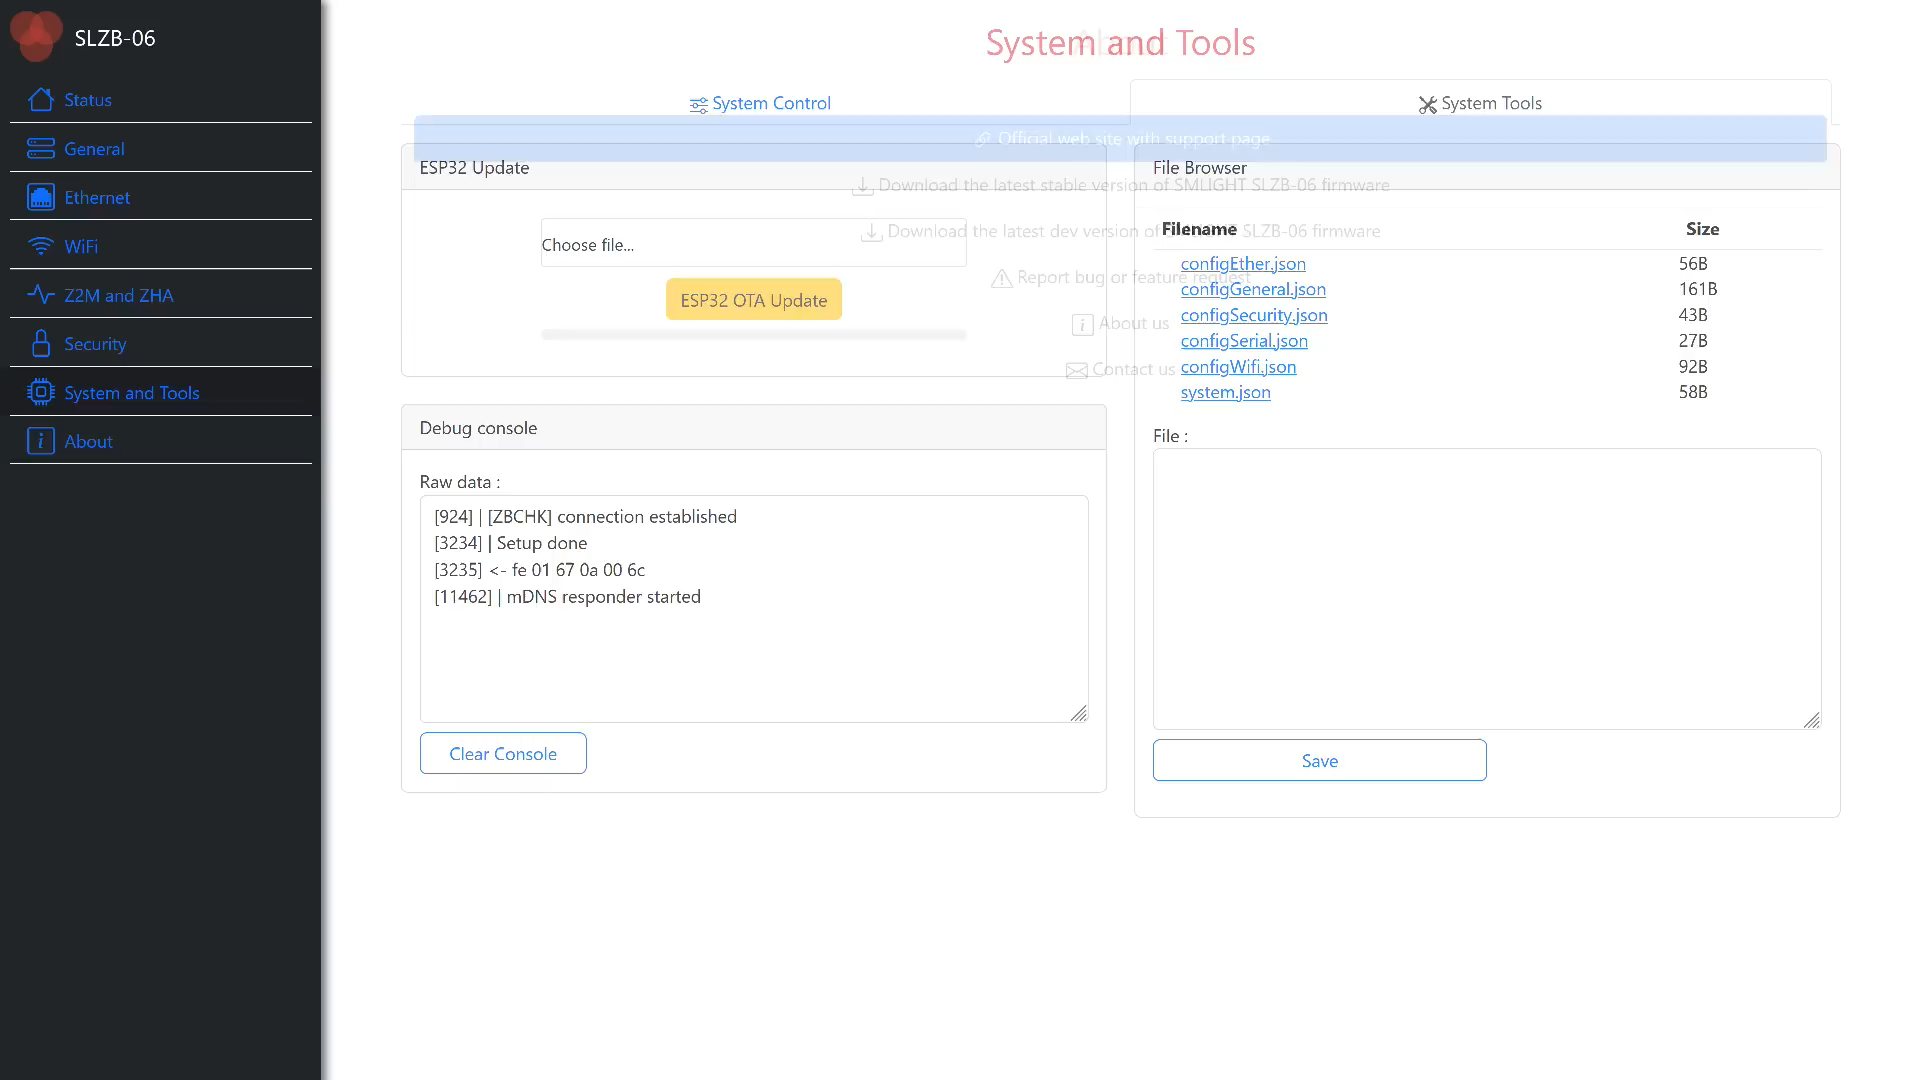 SLZB-06
Status
General
Ethernet
WiFi
Z2M and ZHA
Security
System and Tools
About
System and Tools
About
System Control
System Tools
Official web site with support page
Download the latest stable version of SMLIGHT SLZB-06 firmware
Download the latest dev version of SLZB-06 firmware
Report bug or feature request
About us
Contact us
ESP32 Update
Choose file...
ESP32 OTA Update
Debug console
Raw data :
[924] | [ZBCHK] connection established
[3234] | Setup done
[3235] <- fe 01 67 0a 00 6c
[11462] | mDNS responder started
Clear Console
File Browser
Filename Size
configEther.json 56B
configGeneral.json 161B
configSecurity.json 43B
configSerial.json 27B
configWifi.json 92B
system.json 58B
File :
Save